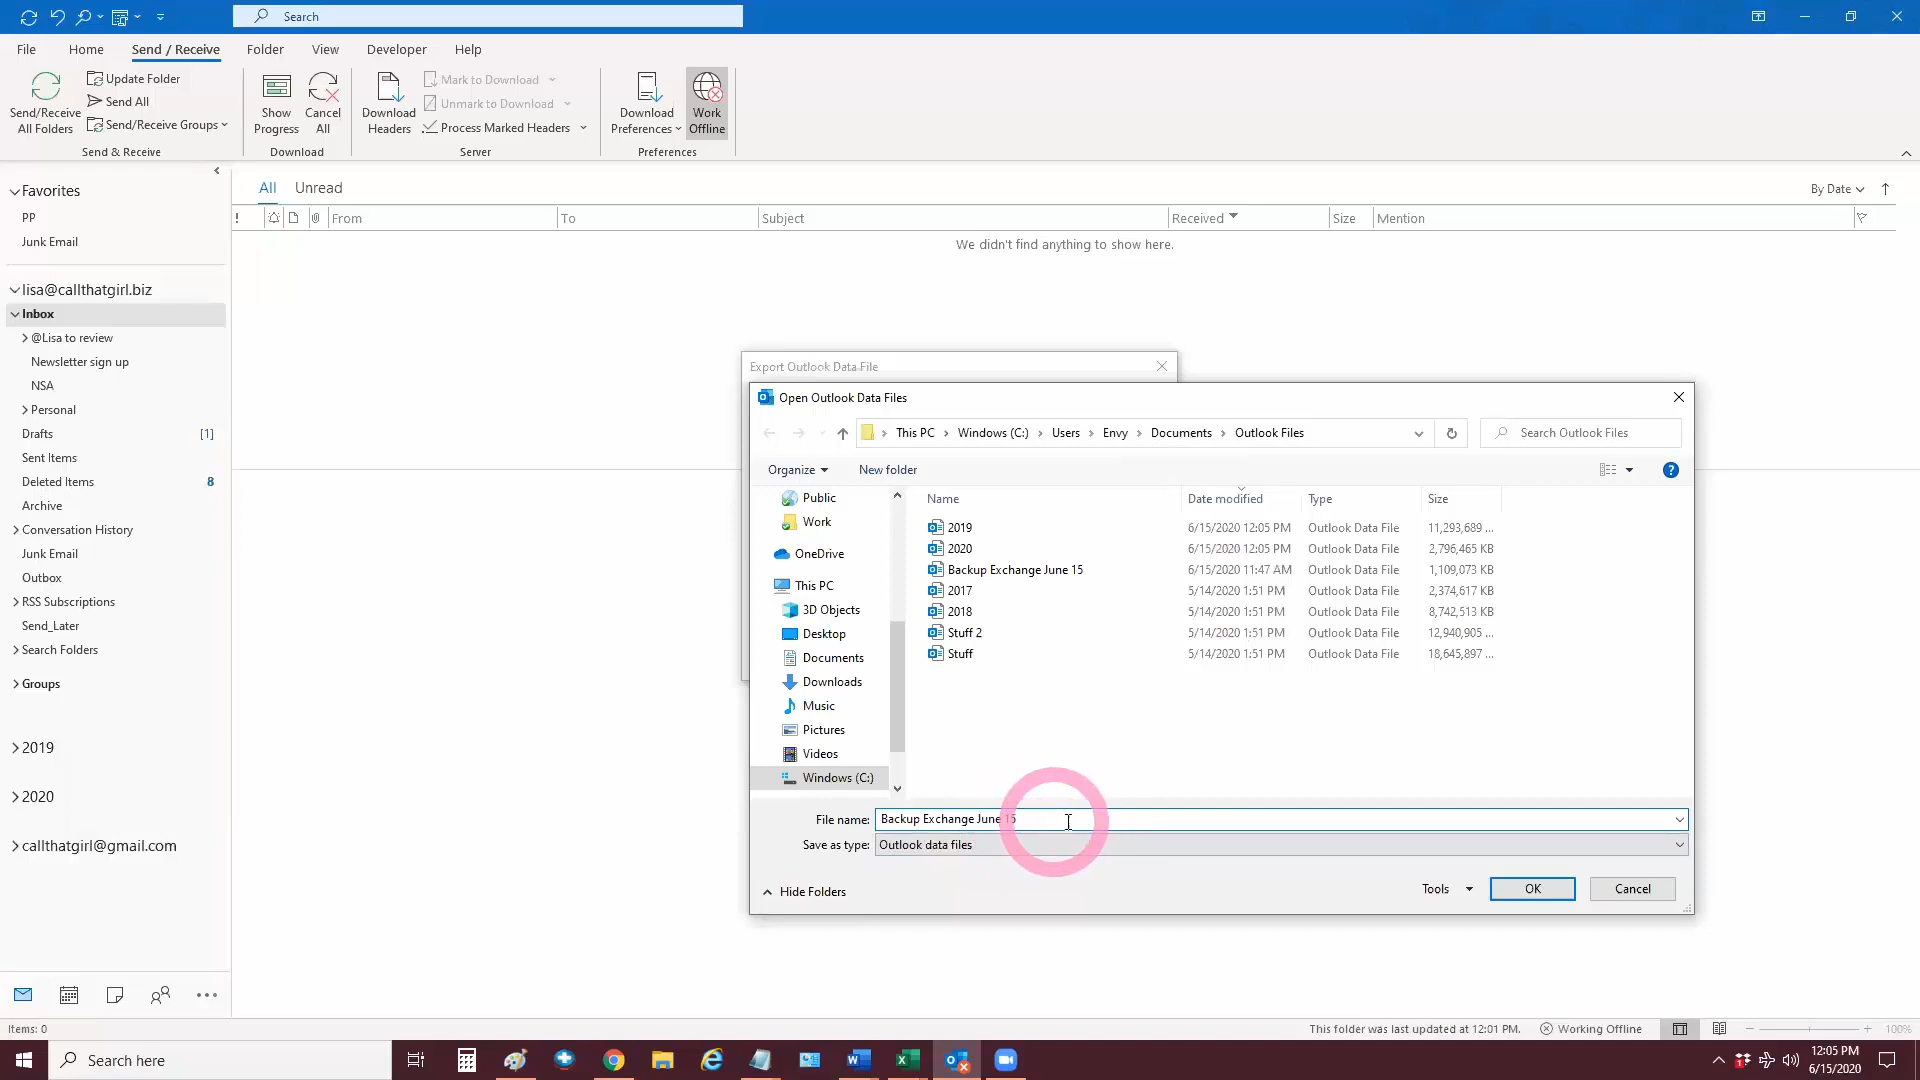 Search
File Home Send / Receive Folder View Developer Help
Send/Receive All Folders
Update Folder
Send All
Send/Receive Groups
Send & Receive
Show Progress
Cancel All
Download
Download Headers
Mark to Download
Unmark to Download
Process Marked Headers
Server
Download Preferences
Work Offline
Preferences
Favorites
PP
Junk Email
lisa@callthatgirl.biz
Inbox
@Lisa to review
Newsletter sign up
NSA
Personal
Drafts [1]
Sent Items
Deleted Items 8
Archive
Conversation History
Junk Email
Outbox
RSS Subscriptions
Send_Later
Search Folders
Groups
2019
2020
callthatgirl@gmail.com
All Unread By Date
! From To Subject Received Size Mention
We didn't find anything to show here.
Export Outlook Data File
Open Outlook Data Files
This PC > Windows (C:) > Users > Envy > Documents > Outlook Files
Search Outlook Files
Organize New folder ?
Public
Work
OneDrive
This PC
3D Objects
Desktop
Documents
Downloads
Music
Pictures
Videos
Windows (C:)
Name Date modified Type Size
2019 6/15/2020 12:05 PM Outlook Data File 11,293,689 ...
2020 6/15/2020 12:05 PM Outlook Data File 2,796,465 KB
Backup Exchange June 15 6/15/2020 11:47 AM Outlook Data File 1,109,073 KB
2017 5/14/2020 1:51 PM Outlook Data File 2,374,617 KB
2018 5/14/2020 1:51 PM Outlook Data File 8,742,513 KB
Stuff 2 5/14/2020 1:51 PM Outlook Data File 12,940,905 ...
Stuff 5/14/2020 1:51 PM Outlook Data File 18,645,897 ...
File name: Backup Exchange June 15
Save as type: Outlook data files
Hide Folders Tools OK Cancel
Items: 0 This folder was last updated at 12:01 PM. Working Offline 100%
Search here
12:05 PM
6/15/2020